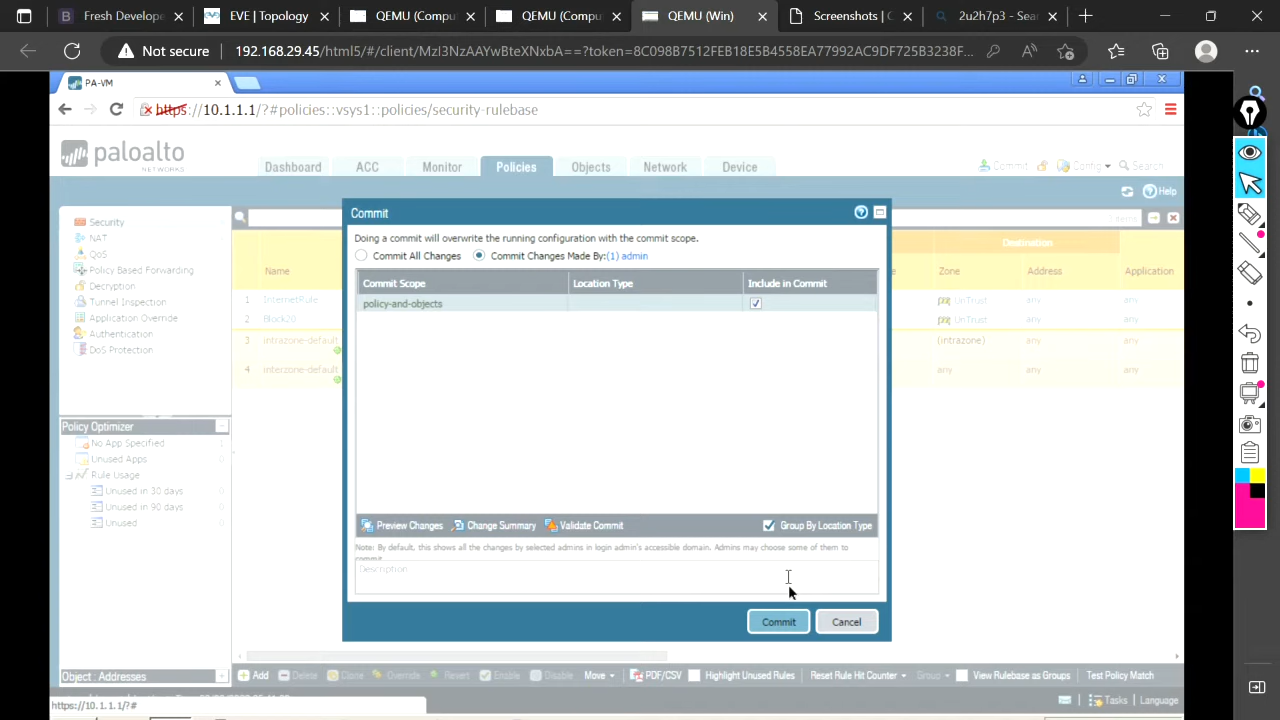 Fresh Develope
EVE | Topology
QEMU (Compu
QEMU (Compu
QEMU (Win)
Screenshots | C
2u2h7p3 - Sea
Not secure
192.168.29.45/html5/#/client/MzI3NzAAYwBteXNxbA==?token=8C098B7512FEB18E5B4558EA77992AC9DF725B3238F...
PA-VM
https://10.1.1.1/?#policies::vsys1::policies/security-rulebase
paloalto
NETWORKS
Dashboard
ACC
Monitor
Policies
Objects
Network
Device
Commit
Config
Search
Help
Security
NAT
QoS
Policy Based Forwarding
Decryption
Tunnel Inspection
Application Override
Authentication
DoS Protection
Policy Optimizer
No App Specified 1
Unused Apps 0
Rule Usage
Unused in 30 days 0
Unused in 90 days 0
Unused 0
Object : Addresses
Name
1 InternetRule
2 Block20
3 intrazone-default
4 interzone-default
Destination
Zone Address Application
UnTrust any any
UnTrust any any
(intrazone) any any
any any any
Commit
Doing a commit will overwrite the running configuration with the commit scope.
Commit All Changes
Commit Changes Made By:(1) admin
Commit Scope Location Type Include in Commit
policy-and-objects
Preview Changes
Change Summary
Validate Commit
Group By Location Type
Note: By default, this shows all the changes by selected admins in login admin's accessible domain. Admins may choose some of them to
commit.
Description
Commit
Cancel
Add
Delete
Clone
Override
Revert
Enable
Disable
Move
PDF/CSV
Highlight Unused Rules
Reset Rule Hit Counter
Group
View Rulebase as Groups
Test Policy Match
https://10.1.1.1/?#
Tasks
Language